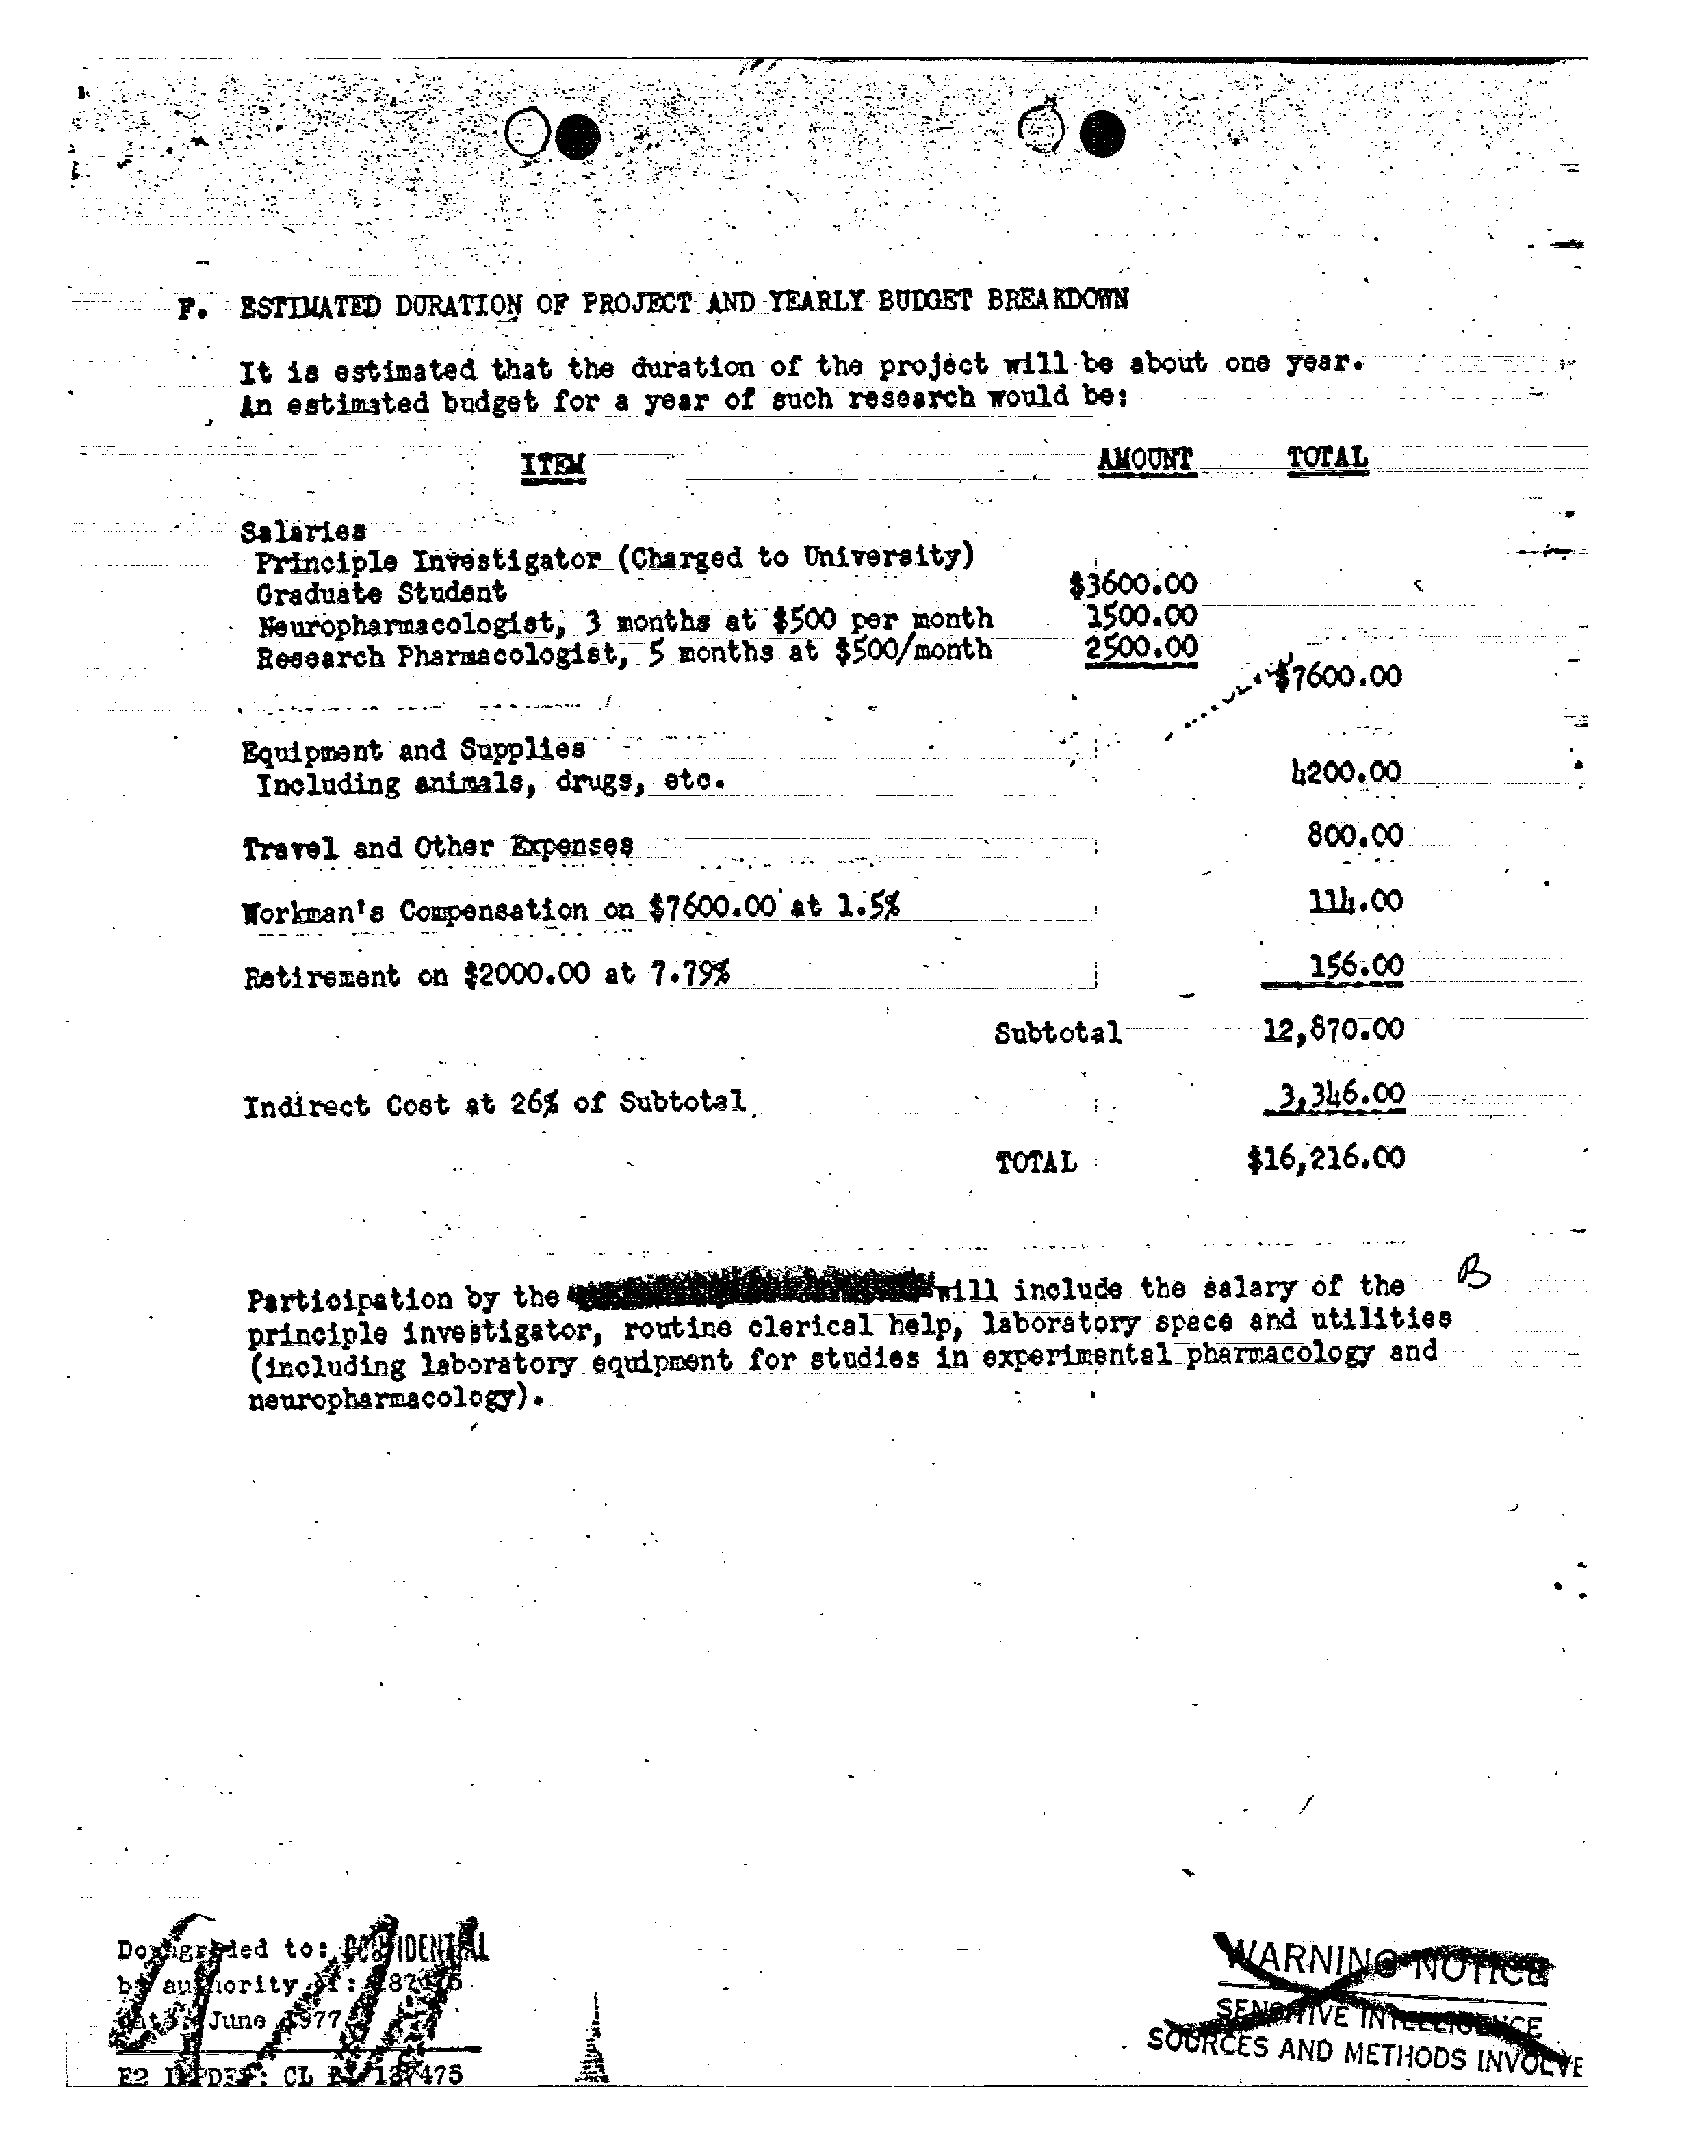 F. ESTIMATED DURATION OF PROJECT AND YEARLY BUDGET BREAKDOWN
It is estimated that the duration of the project will be about one year.
An estimated budget for a year of such research would be:
ITEM AMOUNT TOTAL
Salaries
Principle Investigator (Charged to University)
Graduate Student $3600.00
Neuropharmacologist, 3 months at $500 per month 1500.00
Research Pharmacologist, 5 months at $500/month 2500.00
$7600.00
Equipment and Supplies
Including animals, drugs, etc. 4200.00
Travel and Other Expenses 800.00
Workman's Compensation on $7600.00 at 1.5% 114.00
Retirement on $2000.00 at 7.79% 156.00
Subtotal 12,870.00
Indirect Cost at 26% of Subtotal 3,346.00
TOTAL $16,216.00
B
Participation by the will include the salary of the
principle investigator, routine clerical help, laboratory space and utilities
(including laboratory equipment for studies in experimental pharmacology and
neuropharmacology).
Downgraded to: CONFIDENTIAL
by authority of: 187475
date: June 1977
E2 IMPDET: CL BY 187475
WARNING NOTICE
SENSITIVE INTELLIGENCE
SOURCES AND METHODS INVOLVE